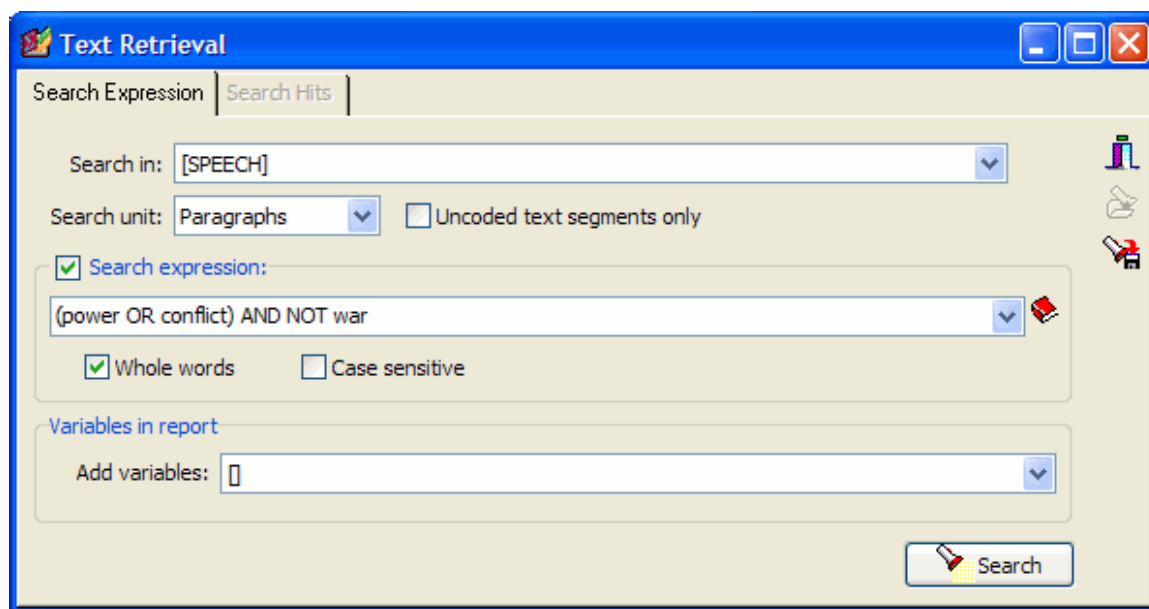 Text Retrieval
Search Expression Search Hits
Search in: [SPEECH]
Search unit: Paragraphs Uncoded text segments only
Search expression:
(power OR conflict) AND NOT war
Whole words Case sensitive
Variables in report
Add variables: []
Search